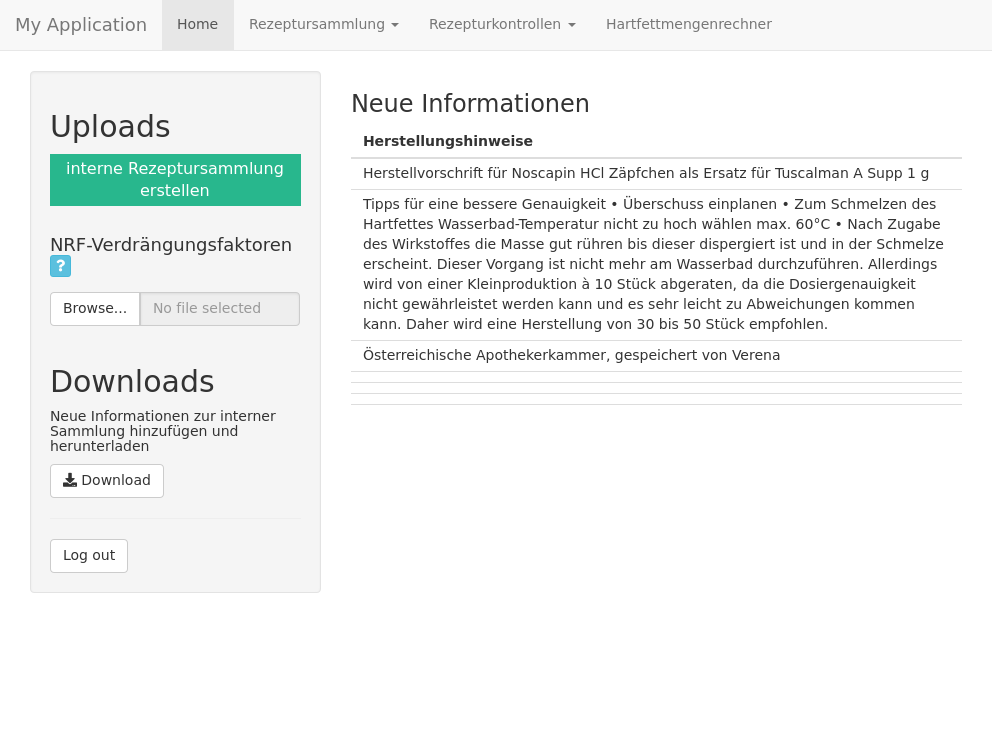 My Application Home Rezeptursammlung Rezepturkontrollen Hartfettmengenrechner
Uploads
interne Rezeptursammlung
erstellen
NRF-Verdrängungsfaktoren
?
Browse... No file selected
Downloads
Neue Informationen zur interner
Sammlung hinzufügen und
herunterladen
Download
Log out
Neue Informationen
Herstellungshinweise
Herstellvorschrift für Noscapin HCl Zäpfchen als Ersatz für Tuscalman A Supp 1 g
Tipps für eine bessere Genauigkeit • Überschuss einplanen • Zum Schmelzen des
Hartfettes Wasserbad-Temperatur nicht zu hoch wählen max. 60°C • Nach Zugabe
des Wirkstoffes die Masse gut rühren bis dieser dispergiert ist und in der Schmelze
erscheint. Dieser Vorgang ist nicht mehr am Wasserbad durchzuführen. Allerdings
wird von einer Kleinproduktion à 10 Stück abgeraten, da die Dosiergenauigkeit
nicht gewährleistet werden kann und es sehr leicht zu Abweichungen kommen
kann. Daher wird eine Herstellung von 30 bis 50 Stück empfohlen.
Österreichische Apothekerkammer, gespeichert von Verena